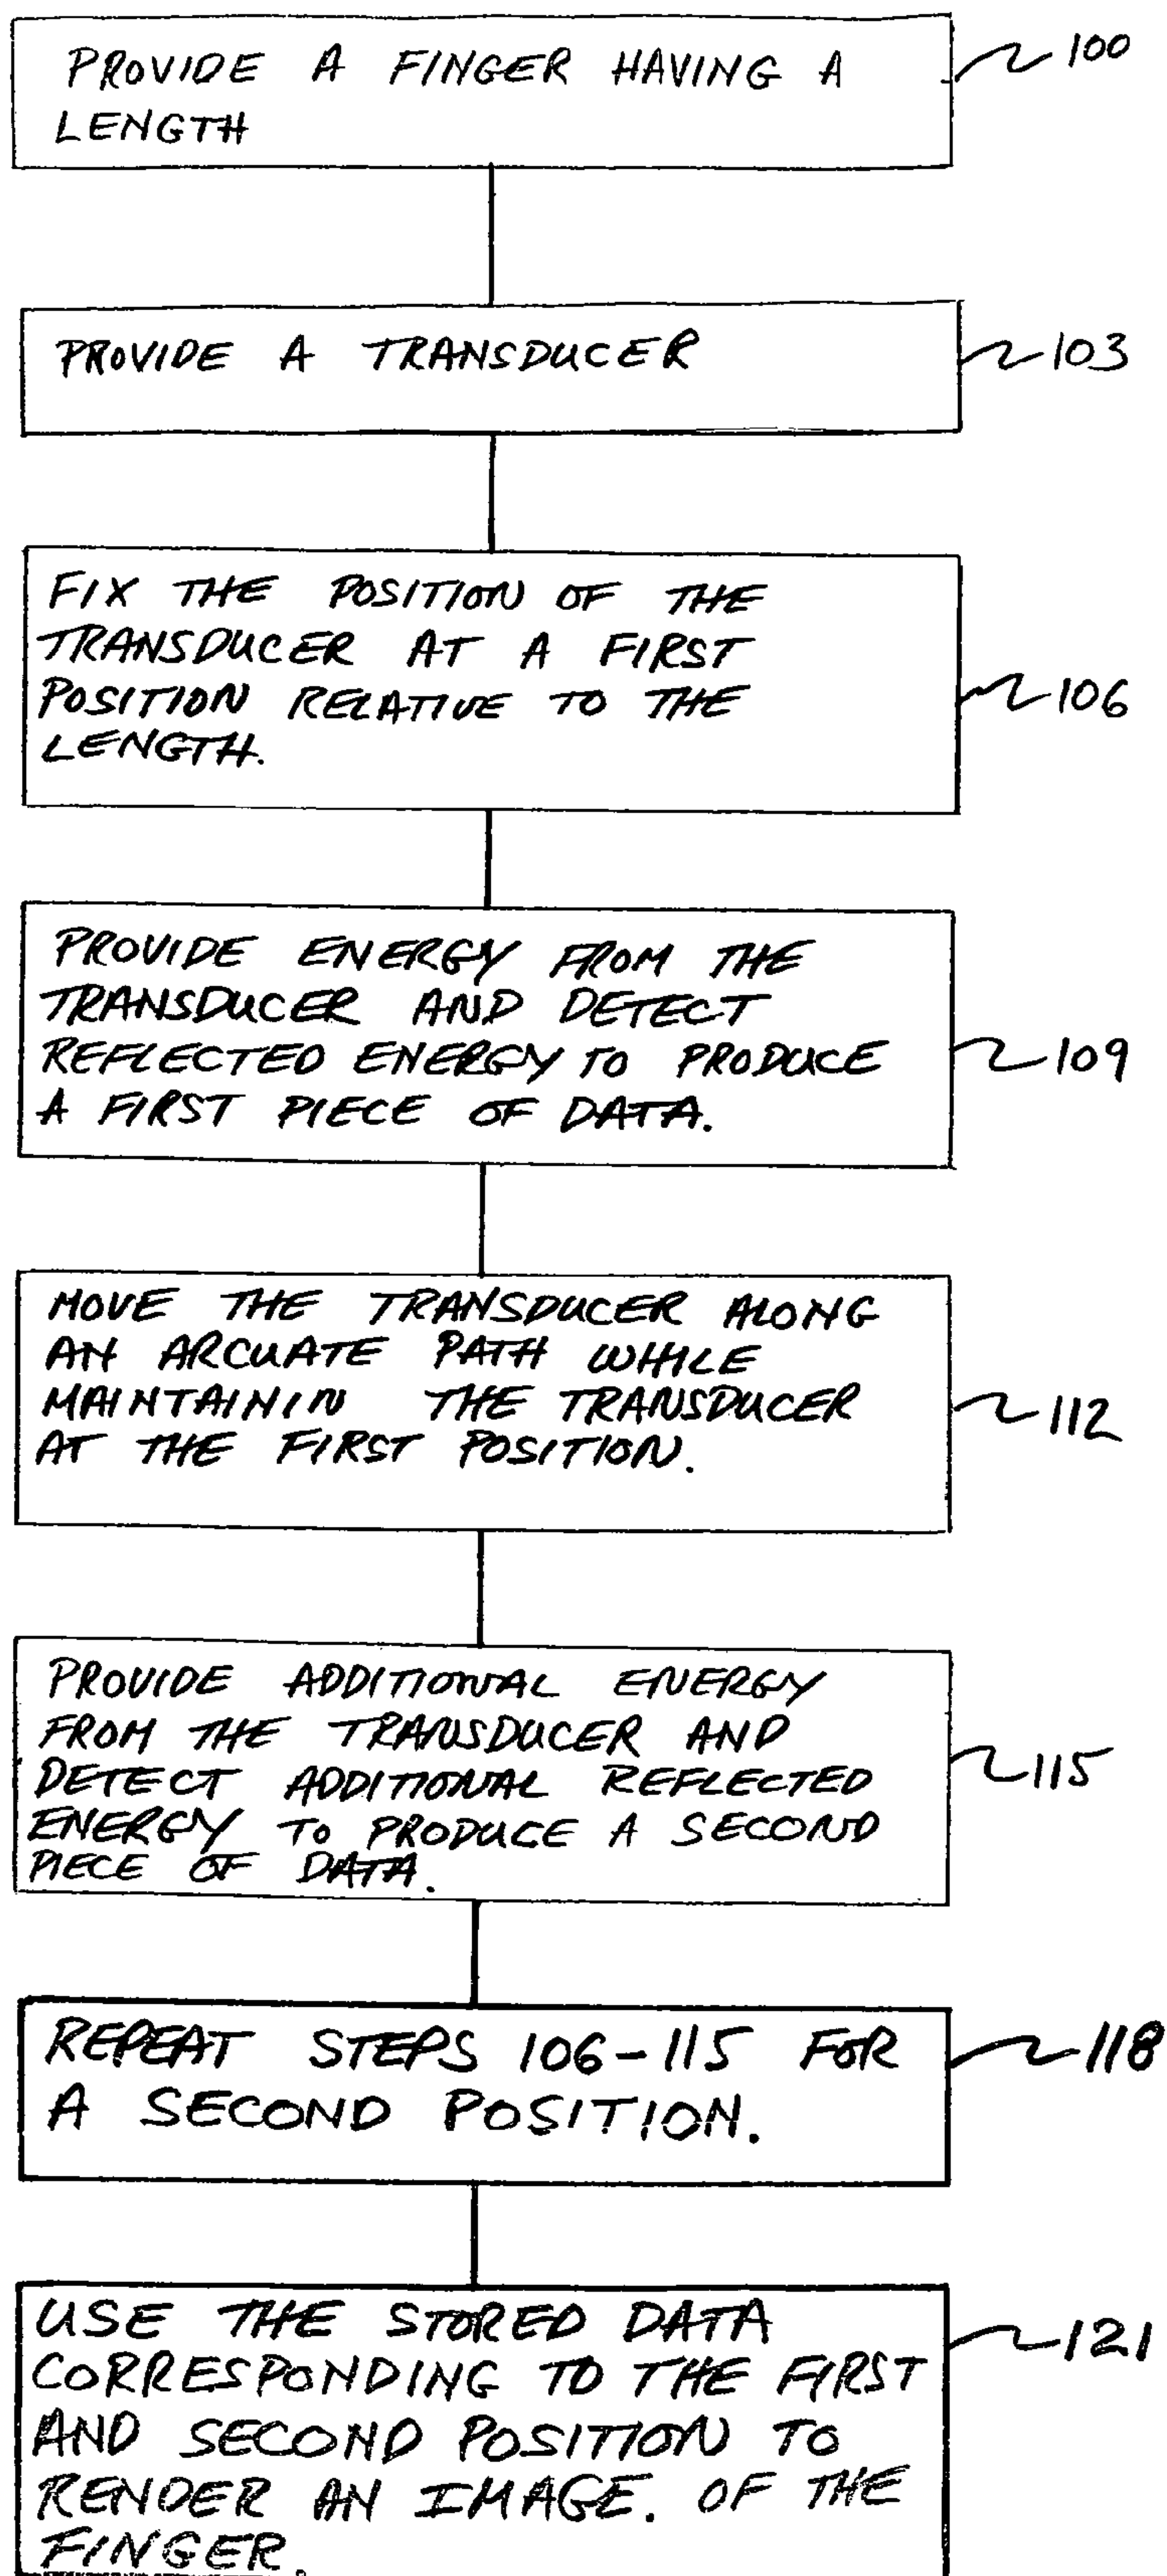 PROVIDE A FINGER HAVING A
LENGTH
100
PROVIDE A TRANSDUCER
103
FIX THE POSITION OF THE
TRANSDUCER AT A FIRST
POSITION RELATIVE TO THE
LENGTH.
106
PROVIDE ENERGY FROM THE
TRANSDUCER AND DETECT
REFLECTED ENERGY TO PRODUCE
A FIRST PIECE OF DATA.
109
MOVE THE TRANSDUCER ALONG
AN ARCUATE PATH WHILE
MAINTAININ THE TRANSDUCER
AT THE FIRST POSITION.
112
PROVIDE ADDITIONAL ENERGY
FROM THE TRANSDUCER AND
DETECT ADDITIONAL REFLECTED
ENERGY TO PRODUCE A SECOND
PIECE OF DATA.
115
REPEAT STEPS 106-115 FOR
A SECOND POSITION.
118
USE THE STORED DATA
CORRESPONDING TO THE FIRST
AND SECOND POSITION TO
RENDER AN IMAGE. OF THE
FINGER.
121